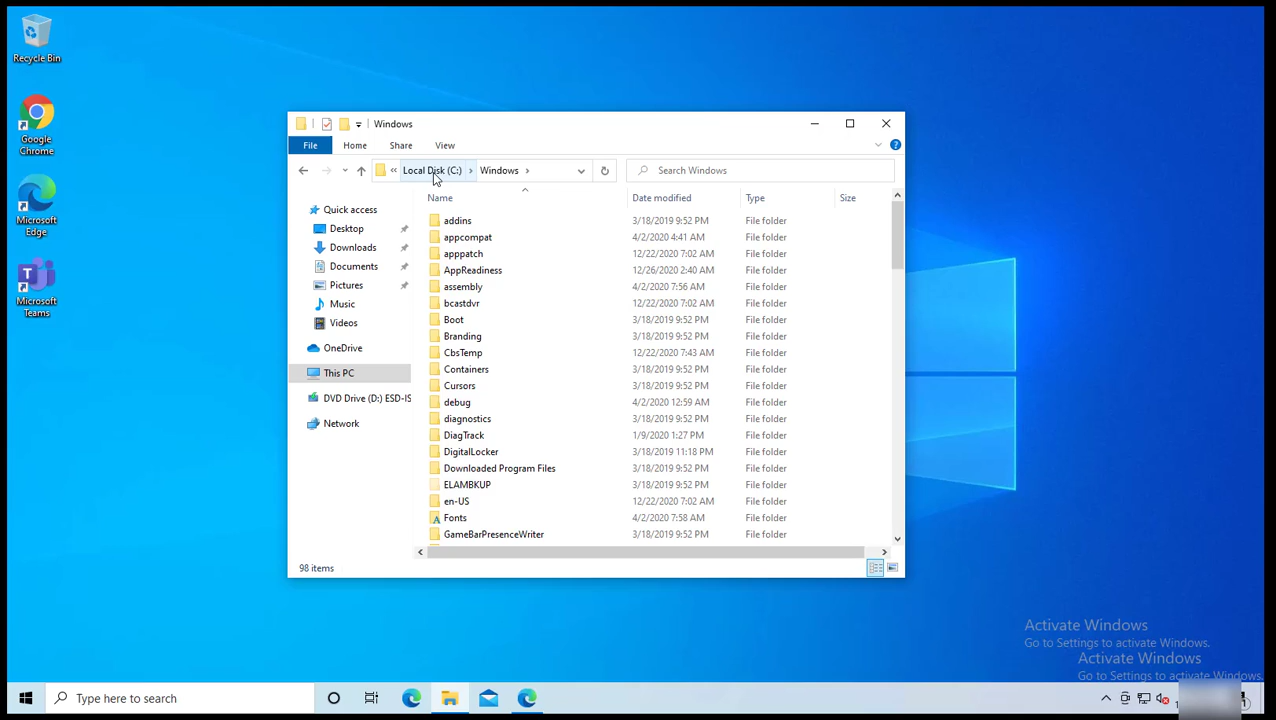 Recycle Bin
Google
Chrome
Microsoft
Edge
Microsoft
Teams
Windows
File
Home
Share
View
« Local Disk (C:) › Windows ›
Search Windows
Name
Date modified
Type
Size
Quick access
Desktop
Downloads
Documents
Pictures
Music
Videos
OneDrive
This PC
DVD Drive (D:) ESD-IS
Network
addins 3/18/2019 9:52 PM File folder
appcompat 4/2/2020 4:41 AM File folder
apppatch 12/22/2020 7:02 AM File folder
AppReadiness 12/26/2020 2:40 AM File folder
assembly 4/2/2020 7:56 AM File folder
bcastdvr 12/22/2020 7:02 AM File folder
Boot 3/18/2019 9:52 PM File folder
Branding 3/18/2019 9:52 PM File folder
CbsTemp 12/22/2020 7:43 AM File folder
Containers 3/18/2019 9:52 PM File folder
Cursors 3/18/2019 9:52 PM File folder
debug 4/2/2020 12:59 AM File folder
diagnostics 3/18/2019 9:52 PM File folder
DiagTrack 1/9/2020 1:27 PM File folder
DigitalLocker 3/18/2019 11:18 PM File folder
Downloaded Program Files 3/18/2019 9:52 PM File folder
ELAMBKUP 3/18/2019 9:52 PM File folder
en-US 12/22/2020 7:02 AM File folder
Fonts 4/2/2020 7:58 AM File folder
GameBarPresenceWriter 3/18/2019 9:52 PM File folder
98 items
Activate Windows
Go to Settings to activate Windows.
Activate Windows
Go to Settings to activate Windows.
Type here to search